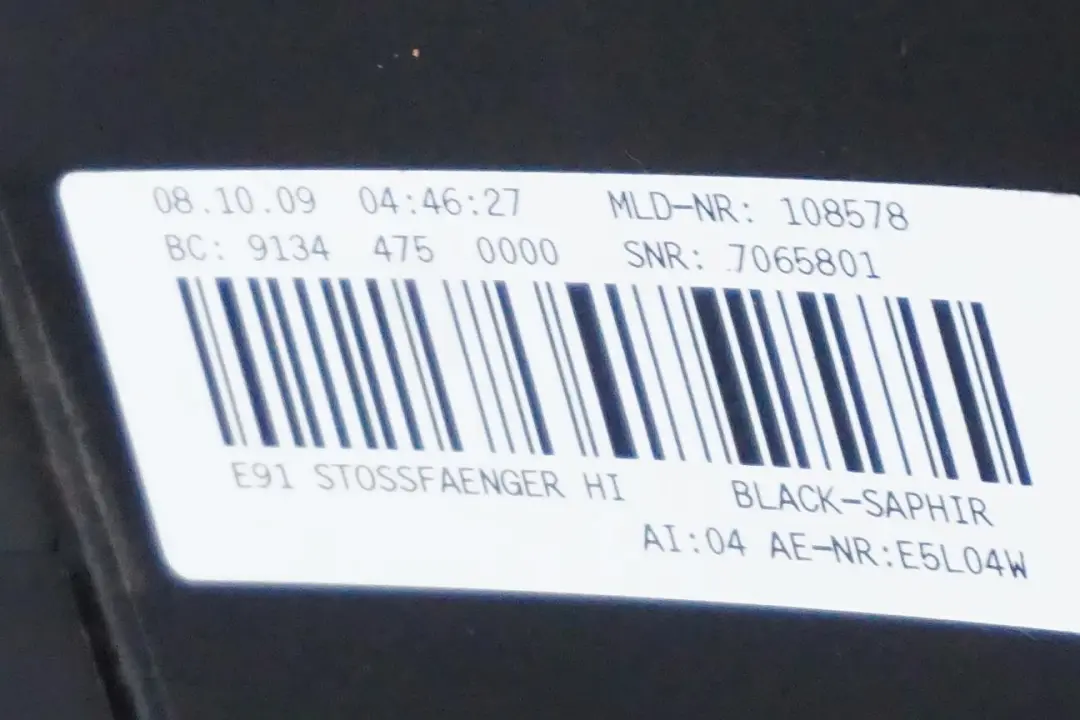 08.10.09 04:46:27 MLD-NR: 108578
BC: 9134 475 0000 SNR: 7065801
E91 STOSSFAENGER HI BLACK-SAPHIR
AI:04 AE-NR:E5L04W